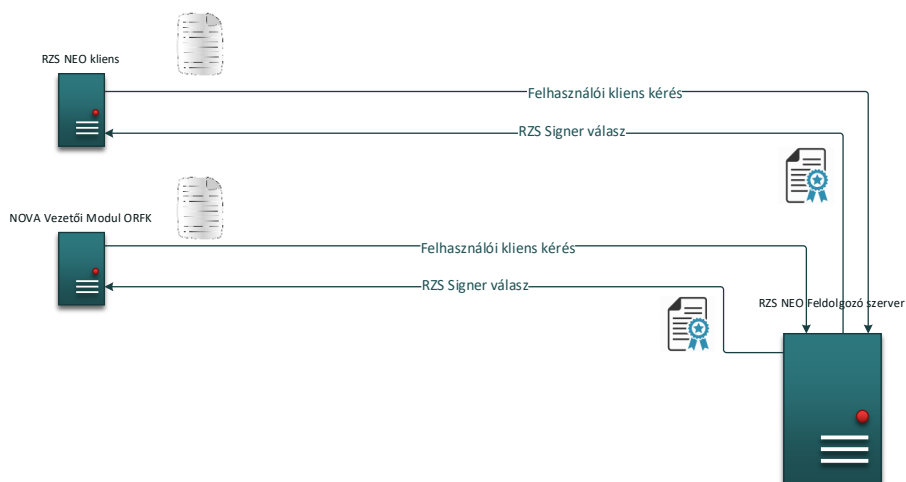 RZS NEO kliens
Felhasználói kliens kérés
RZS Signer válasz
NOVA Vezetői Modul ORFK
Felhasználói kliens kérés
RZS Signer válasz
RZS NEO Feldolgozó szerver